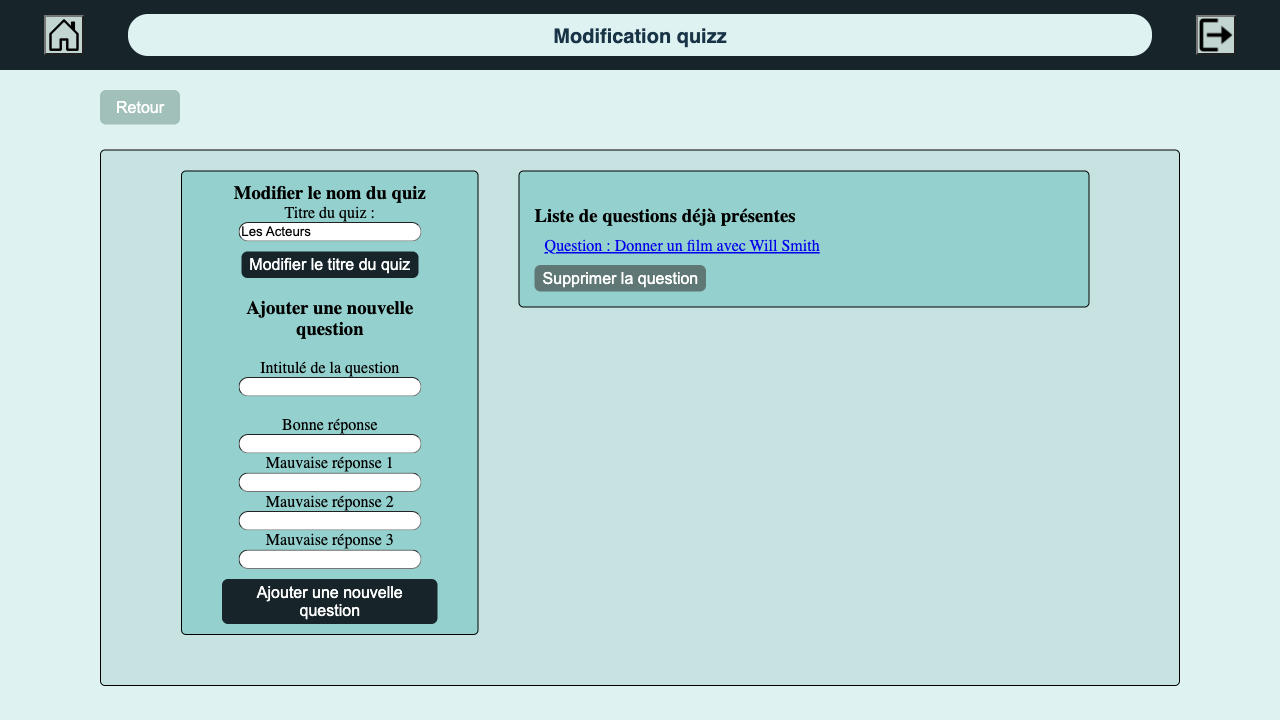 Modification quizz
Retour
Modifier le nom du quiz
Titre du quiz :
Les Acteurs
Modifier le titre du quiz
Ajouter une nouvelle
question
Intitulé de la question
Bonne réponse
Mauvaise réponse 1
Mauvaise réponse 2
Mauvaise réponse 3
Ajouter une nouvelle
question
Liste de questions déjà présentes
Question : Donner un film avec Will Smith
Supprimer la question